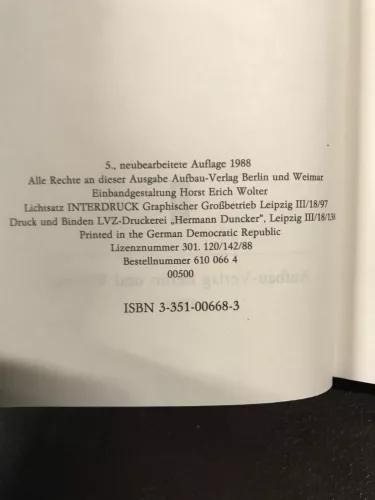 5., neubearbeitete Auflage 1988
Alle Rechte an dieser Ausgabe Aufbau-Verlag Berlin und Weimar
Einbandgestaltung Horst Erich Wolter
Lichtsatz INTERDRUCK Graphischer Großbetrieb Leipzig III/18/97
Druck und Binden LVZ-Druckerei „Hermann Duncker“, Leipzig III/18/138
Printed in the German Democratic Republic
Lizenznummer 301. 120/142/88
Bestellnummer 610 066 4
00500
ISBN 3-351-00668-3